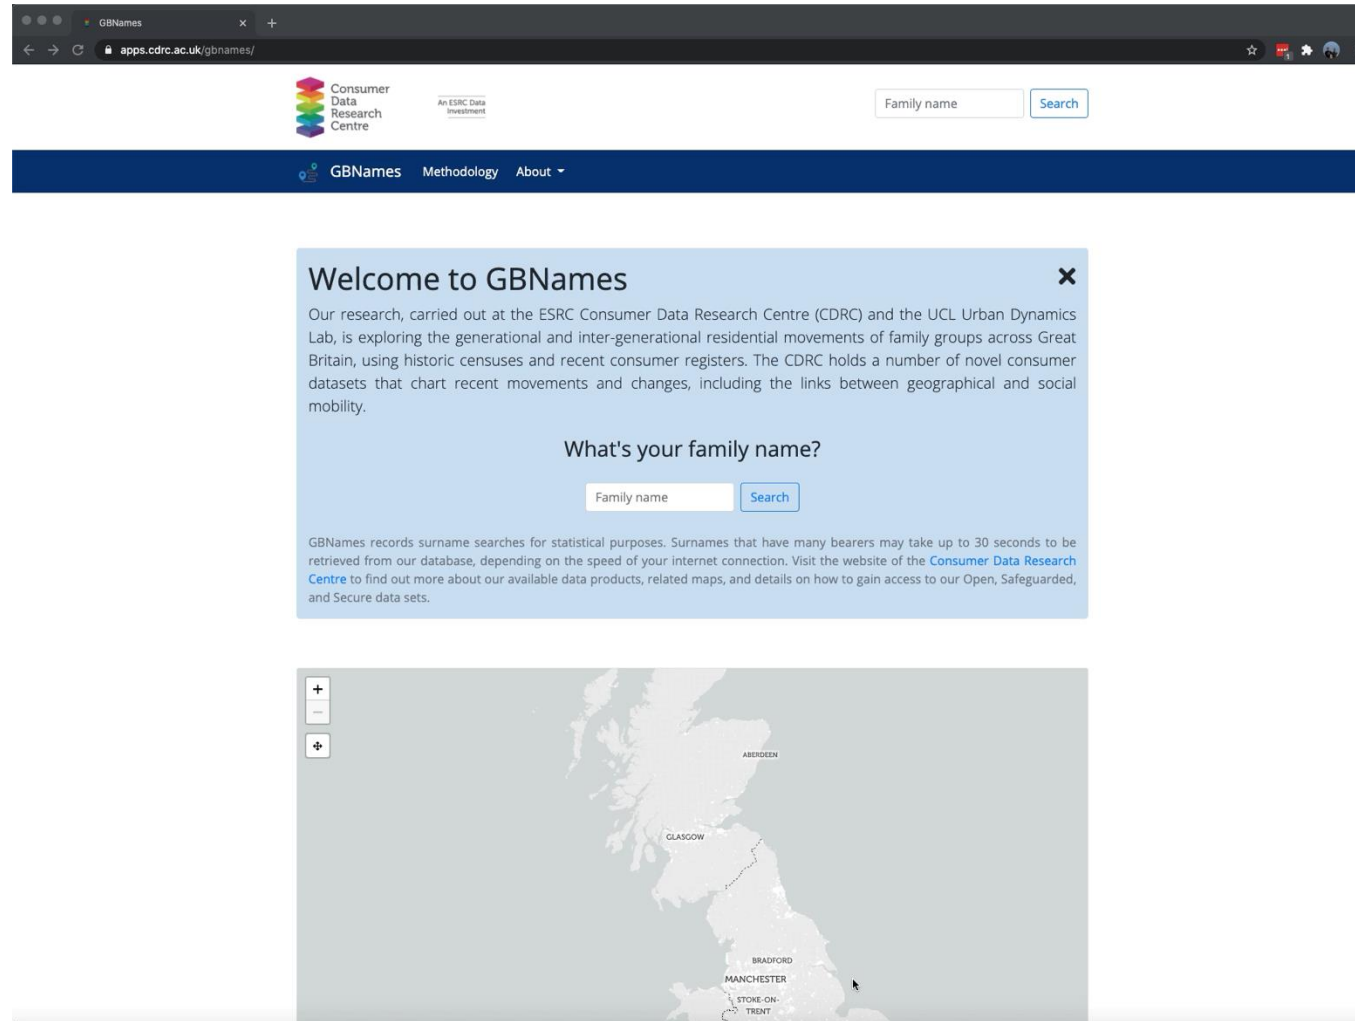 GBNames
apps.cdrc.ac.uk/gbnames/
Consumer
Data
Research
Centre
An ESRC Data
Investment
Family name
Search
GBNames
Methodology
About
Welcome to GBNames
Our research, carried out at the ESRC Consumer Data Research Centre (CDRC) and the UCL Urban Dynamics
Lab, is exploring the generational and inter-generational residential movements of family groups across Great
Britain, using historic censuses and recent consumer registers. The CDRC holds a number of novel consumer
datasets that chart recent movements and changes, including the links between geographical and social
mobility.
What's your family name?
Family name
Search
GBNames records surname searches for statistical purposes. Surnames that have many bearers may take up to 30 seconds to be
retrieved from our database, depending on the speed of your internet connection. Visit the website of the Consumer Data Research
Centre to find out more about our available data products, related maps, and details on how to gain access to our Open, Safeguarded,
and Secure data sets.
+
−
ABERDEEN
GLASGOW
BRADFORD
MANCHESTER
STOKE-ON-
TRENT